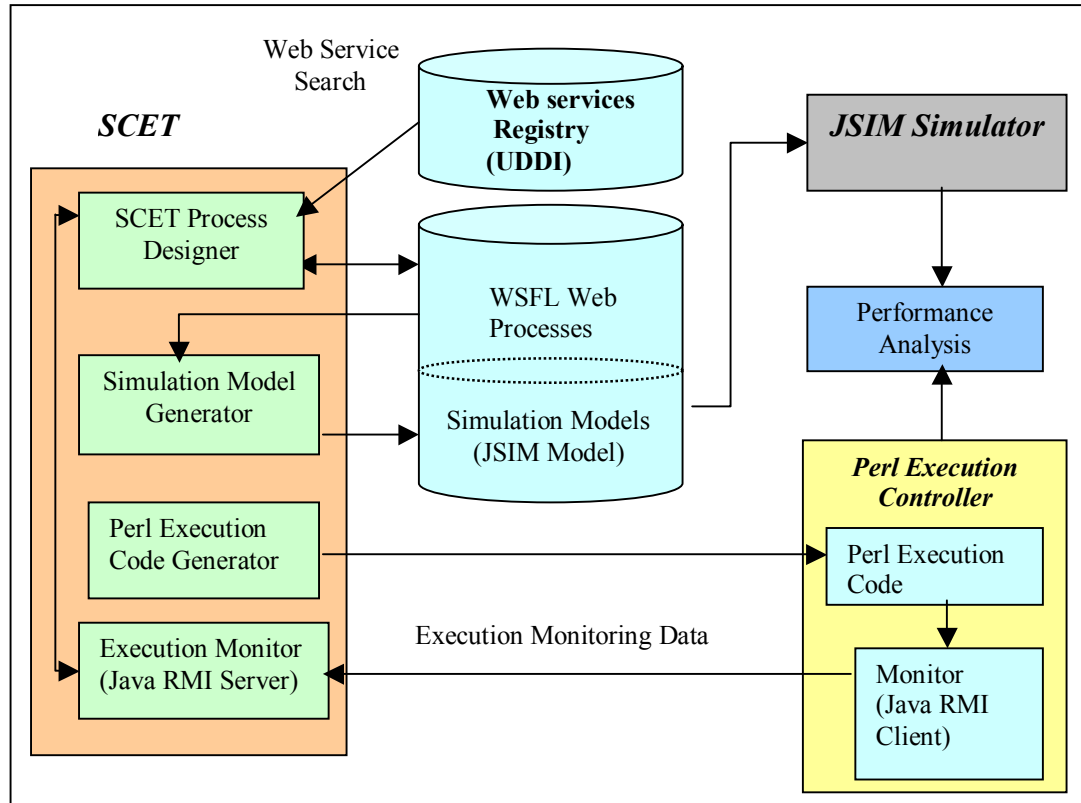 Web Service
Search
SCET
Web services
Registry
(UDDI)
JSIM Simulator
SCET Process
Designer
WSFL Web
Processes
Performance
Analysis
Simulation Model
Generator
Simulation Models
(JSIM Model)
Perl Execution
Controller
Perl Execution
Code Generator
Perl Execution
Code
Execution Monitor
(Java RMI Server)
Execution Monitoring Data
Monitor
(Java RMI
Client)